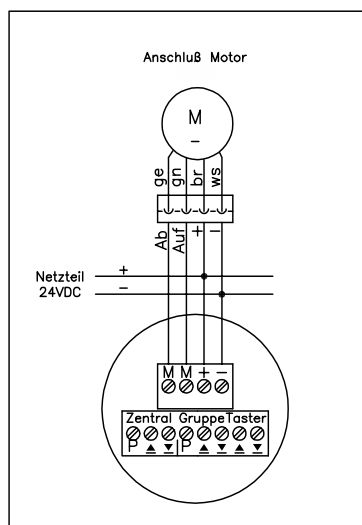 Anschluß Motor
M
–
ge gn br ws
Ab Auf + –
Netzteil +
24VDC –
M M + –
Zentral Gruppe Taster
P ▲ ▼ P ▲ ▼ ▲ ▼